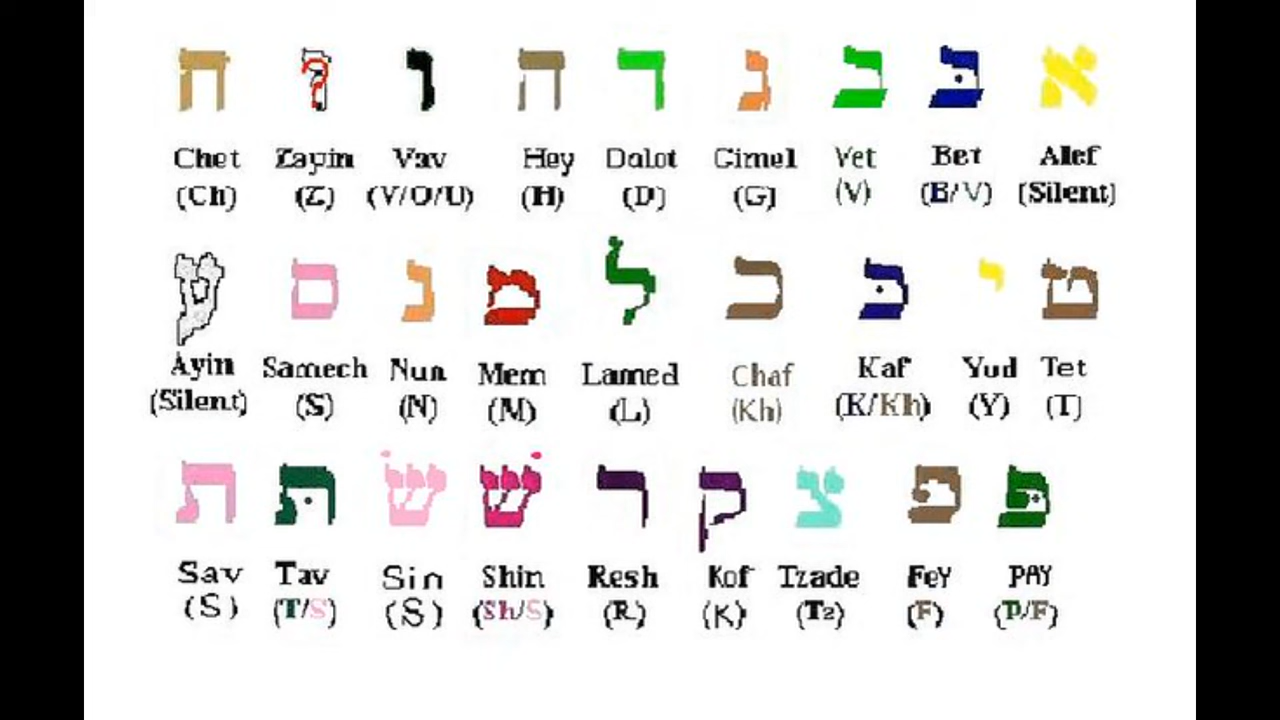 א בּ ב ג ד ה ו ז ח
Chet Zayin Vav Hey Dalet Gimel Vet Bet Alef
(Ch) (Z) (V/O/U) (H) (D) (G) (V) (B/V) (Silent)
ט י כּ כ ל מ נ ס ע
Ayin Samech Nun Mem Lamed Chaf Kaf Yud Tet
(Silent) (S) (N) (M) (L) (Kh) (K/Kh) (Y) (T)
פּ פ צ ק ר שׁ שׂ תּ ת
Sav Tav Sin Shin Resh Kof Tzade Fey PAY
(S) (T/S) (S) (Sh/S) (R) (K) (Tz) (F) (P/F)